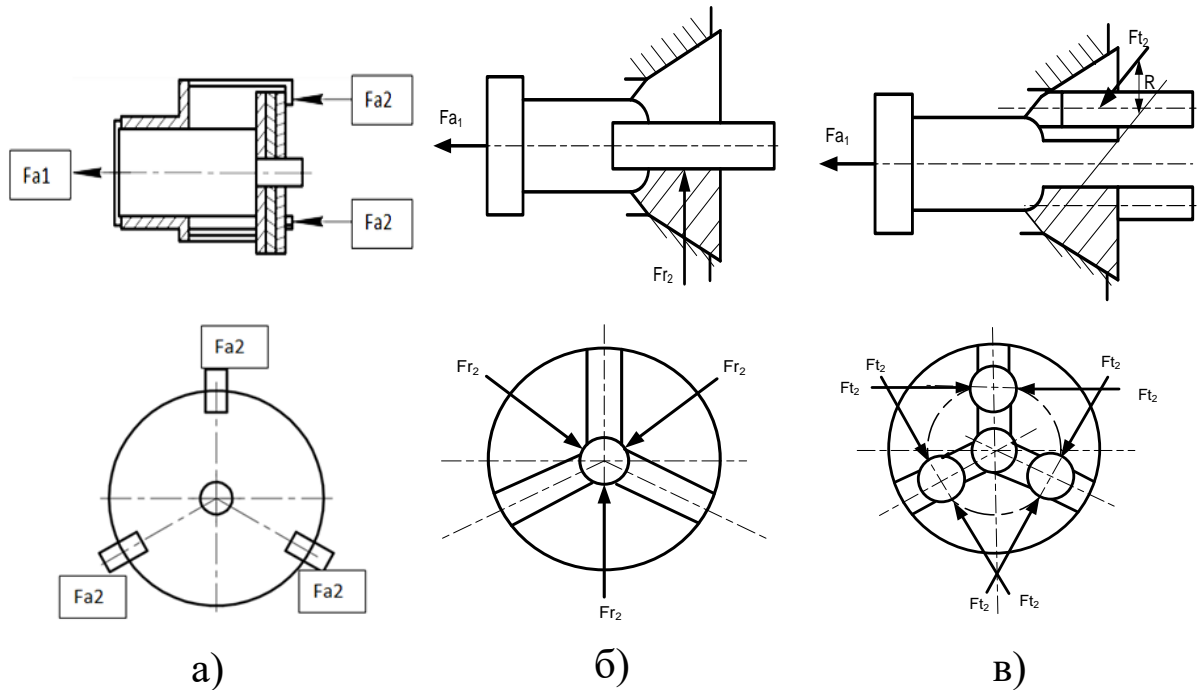 Fa2
Fa1
Fa2
Fa₁
Fr₂
Ft₂
R
Fa₁
Fa2
Fa2
Fa2
Fr₂
Fr₂
Fr₂
Ft₂
Ft₂
Ft₂
Ft₂
Ft₂
Ft₂
а)
б)
в)